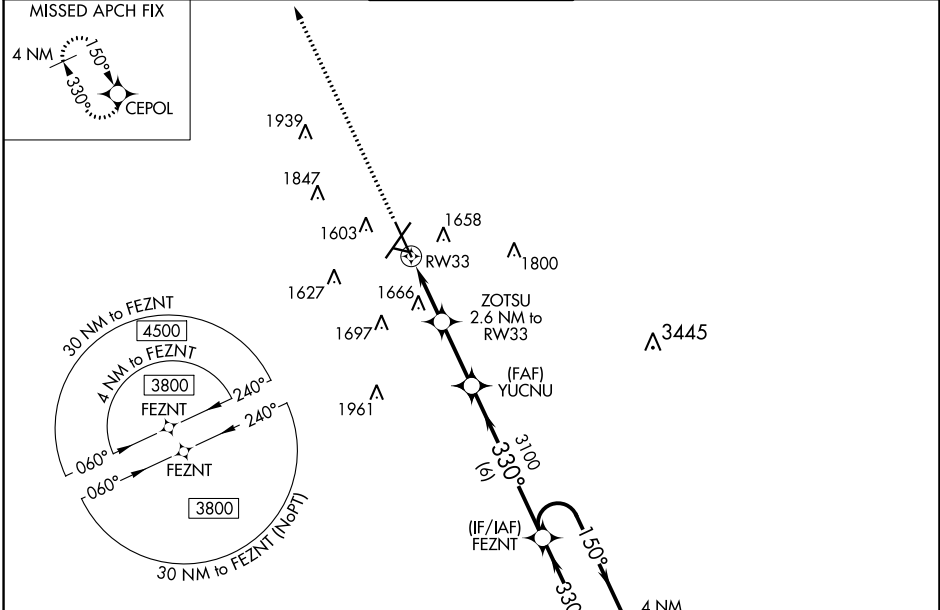 MISSED APCH FIX
4 NM
150°
330°
CEPOL
1939
1847
1603
1658
RW33
1800
1627
1666
ZOTSU
2.6 NM to
RW33
1697
3445
(FAF)
YUCNU
1961
30 NM to FEZNT
4500
4 NM to FEZNT
3800
FEZNT
240°
060°
240°
060°
FEZNT
3800
30 NM to FEZNT (NoPT)
3100
330°
(6)
(IF/IAF)
FEZNT
150°
330
4 NM